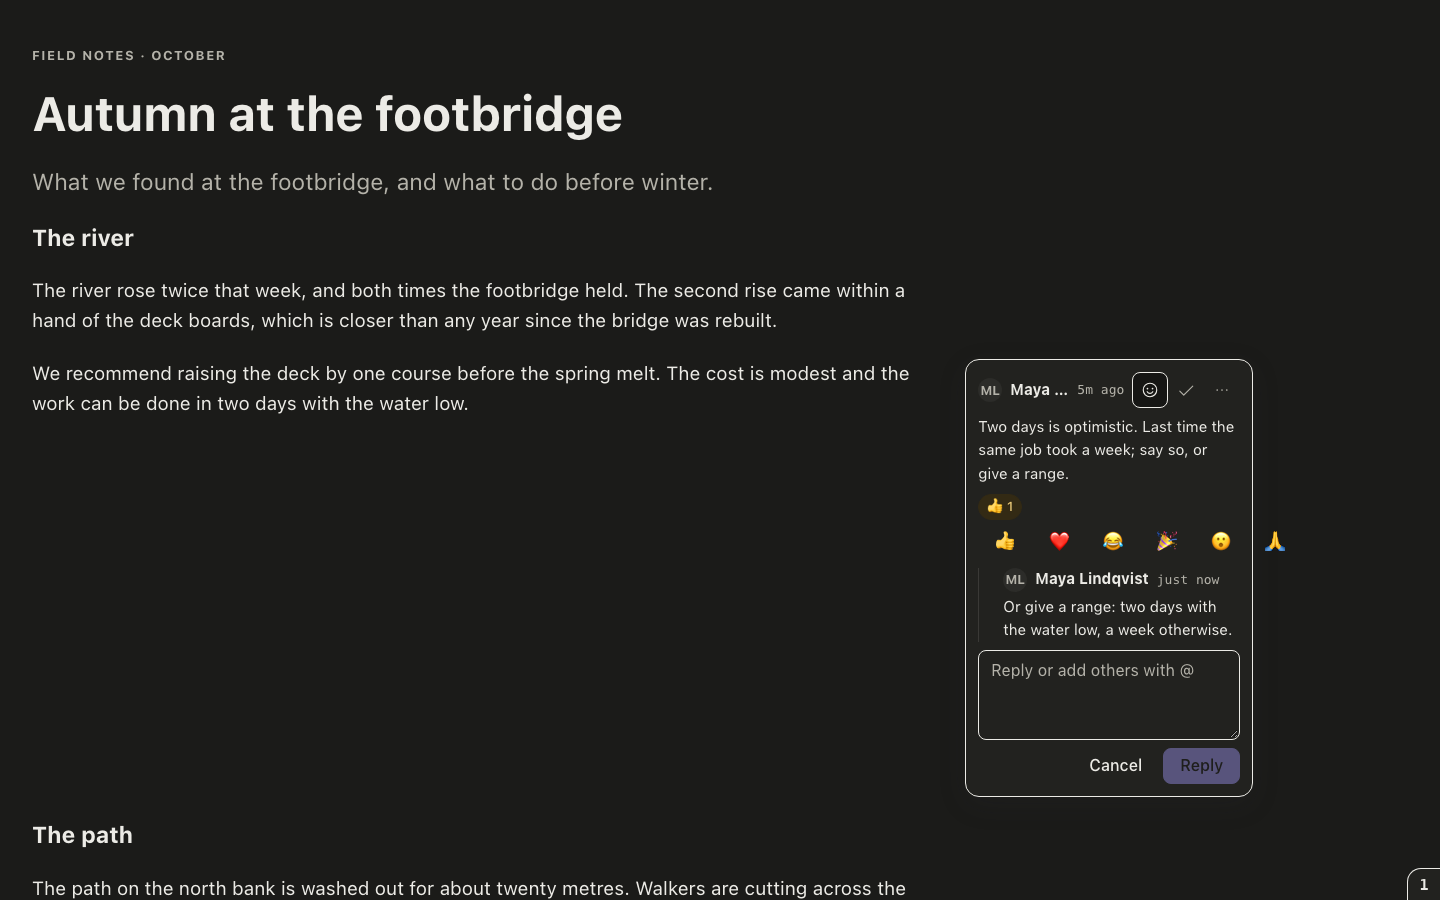 FIELD NOTES · OCTOBER
Autumn at the footbridge
What we found at the footbridge, and what to do before winter.
The river
The river rose twice that week, and both times the footbridge held. The second rise came within a
hand of the deck boards, which is closer than any year since the bridge was rebuilt.
We recommend raising the deck by one course before the spring melt. The cost is modest and the
work can be done in two days with the water low.
ML Maya ... 5m ago
Two days is optimistic. Last time the
same job took a week; say so, or
give a range.
👍 1
👍 ❤️ 😂 🎉 😮 🙏
ML Maya Lindqvist just now
Or give a range: two days with
the water low, a week otherwise.
Reply or add others with @
Cancel Reply
The path
The path on the north bank is washed out for about twenty metres. Walkers are cutting across the
1